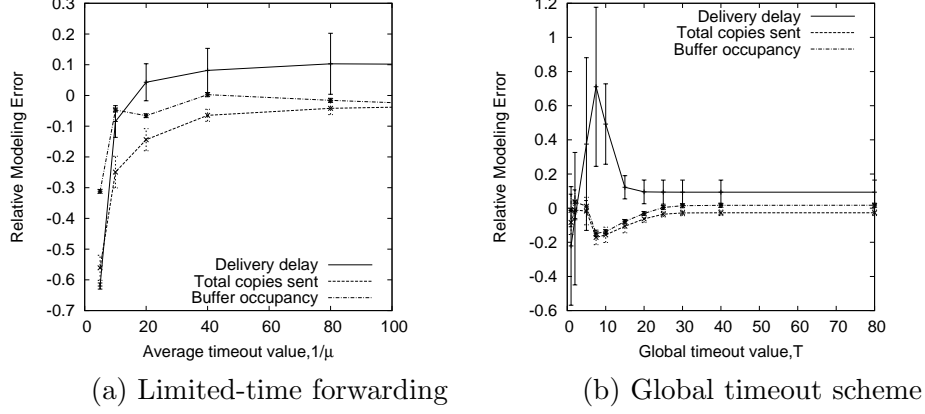 0.3
0.2
0.1
0
-0.1
-0.2
-0.3
-0.4
-0.5
-0.6
-0.7
Relative Modeling Error
Delivery delay
Total copies sent
Buffer occupancy
0 20 40 60 80 100
Average timeout value,1/μ
(a) Limited-time forwarding
1.2
1
0.8
0.6
0.4
0.2
0
-0.2
-0.4
-0.6
Relative Modeling Error
Delivery delay
Total copies sent
Buffer occupancy
0 10 20 30 40 50 60 70 80
Global timeout value,T
(b) Global timeout scheme